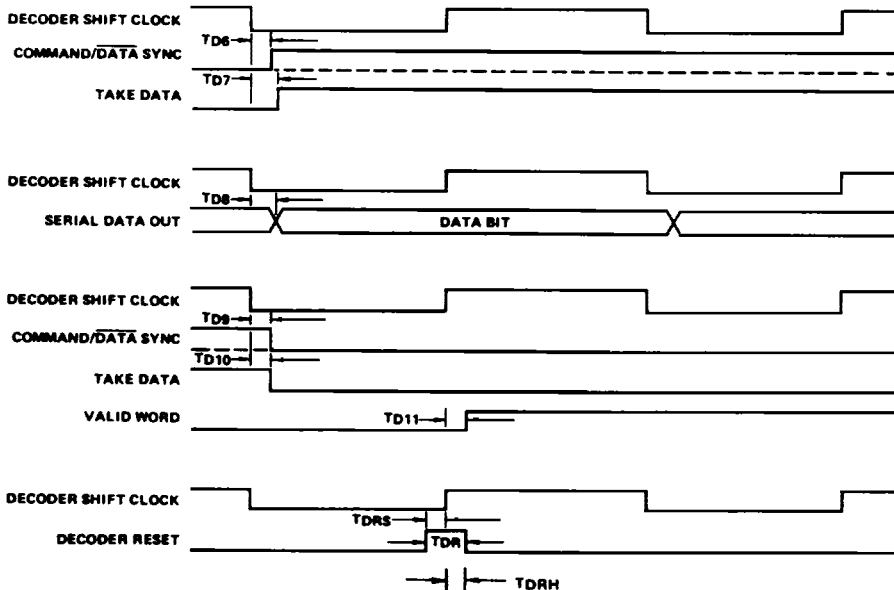 DECODER SHIFT CLOCK
TD6
COMMAND/DATA SYNC
TD7
TAKE DATA
DECODER SHIFT CLOCK
TD8
SERIAL DATA OUT
DATA BIT
DECODER SHIFT CLOCK
TD9
COMMAND/DATA SYNC
TD10
TAKE DATA
VALID WORD
TD11
DECODER SHIFT CLOCK
TDRS
DECODER RESET
TDR
TDRH